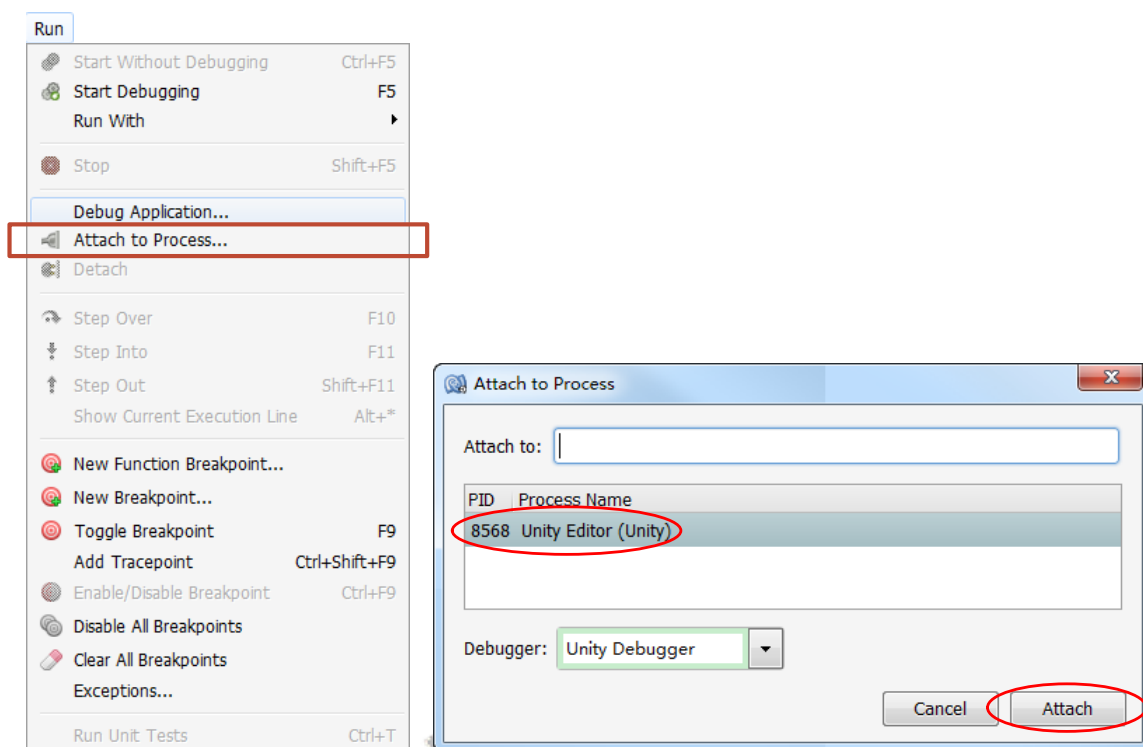 Run
Start Without Debugging Ctrl+F5
Start Debugging F5
Run With
Stop Shift+F5
Debug Application...
Attach to Process...
Detach
Step Over F10
Step Into F11
Step Out Shift+F11
Show Current Execution Line Alt+*
New Function Breakpoint...
New Breakpoint...
Toggle Breakpoint F9
Add Tracepoint Ctrl+Shift+F9
Enable/Disable Breakpoint Ctrl+F9
Disable All Breakpoints
Clear All Breakpoints
Exceptions...
Run Unit Tests Ctrl+T
Attach to Process
Attach to:
PID Process Name
8568 Unity Editor (Unity)
Debugger: Unity Debugger
Cancel Attach